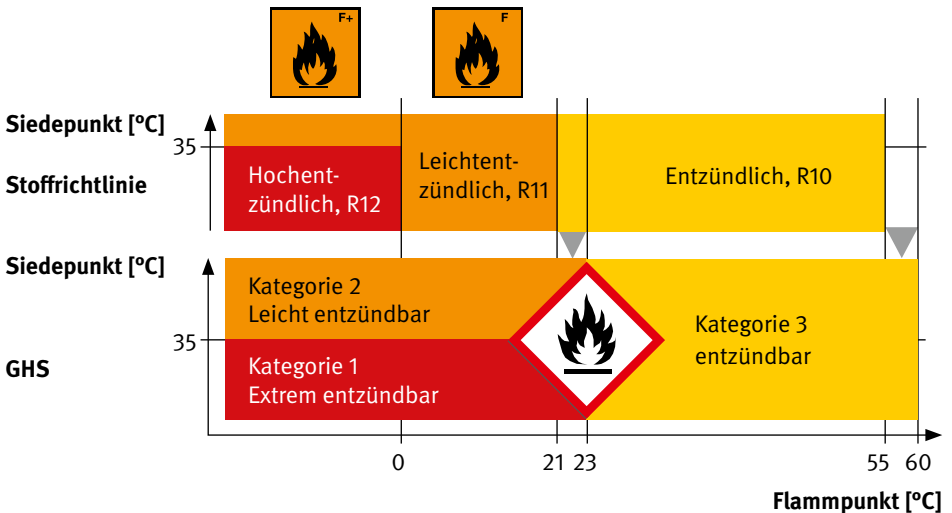 F+
F
Siedepunkt [°C]
35
Stoffrichtlinie
Hochent-
zündlich, R12
Leichtent-
zündlich, R11
Entzündlich, R10
Siedepunkt [°C]
35
GHS
Kategorie 2
Leicht entzündbar
Kategorie 1
Extrem entzündbar
Kategorie 3
entzündbar
0 21 23 55 60
Flammpunkt [°C]